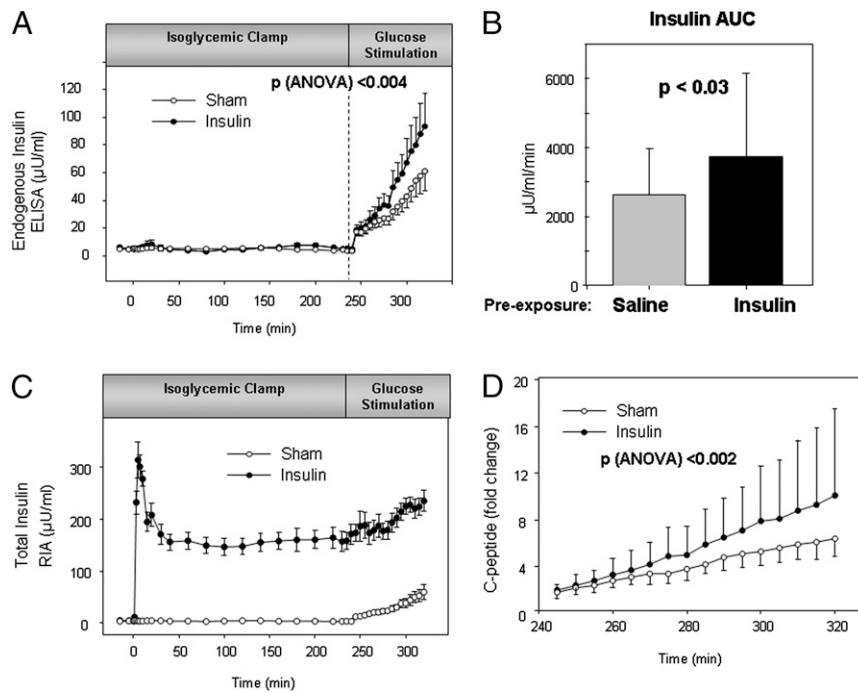 A
Isoglycemic Clamp
Glucose
Stimulation
p (ANOVA) <0.004
Sham
Insulin
Endogenous Insulin
ELISA (µU/ml)
120
100
80
60
40
20
0
0 50 100 150 200 250 300
Time (min)
B
Insulin AUC
p < 0.03
µU/ml/min
6000
4000
2000
0
Pre-exposure: Saline Insulin
C
Isoglycemic Clamp
Glucose
Stimulation
Sham
Insulin
Total Insulin
RIA (µU/ml)
300
200
100
0
0 50 100 150 200 250 300
Time (min)
D
Sham
Insulin
p (ANOVA) <0.002
C-peptide (fold change)
20
16
12
8
4
0
240 260 280 300 320
Time (min)